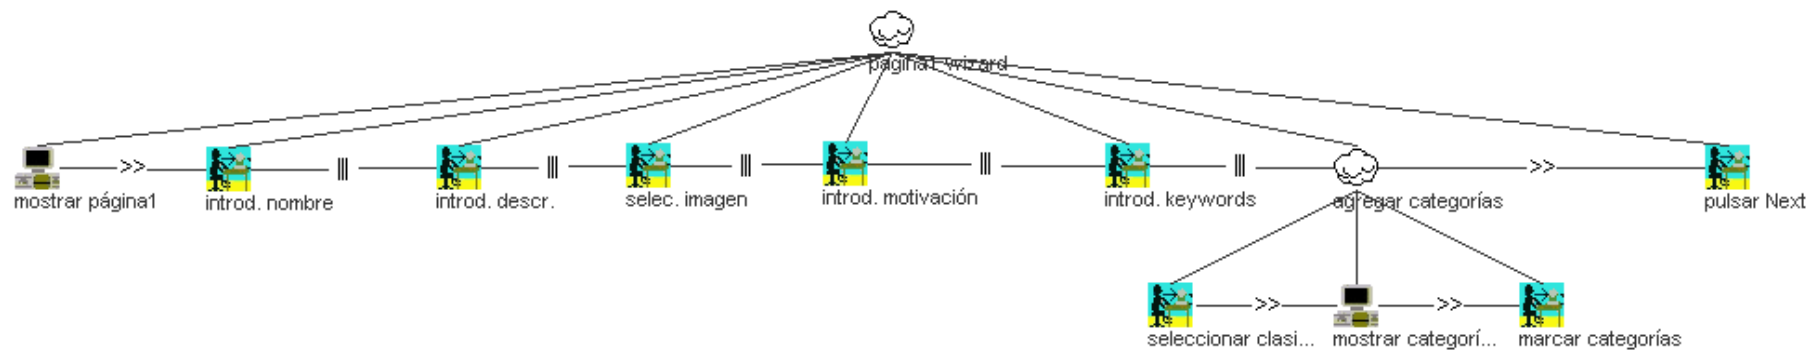 página1 wizard
>> ||| ||| ||| ||| ||| >>
mostrar página1 introd. nombre introd. descr. selec. imagen introd. motivación introd. keywords agregar categorías pulsar Next
>> >>
seleccionar clasi... mostrar categorí... marcar categorías